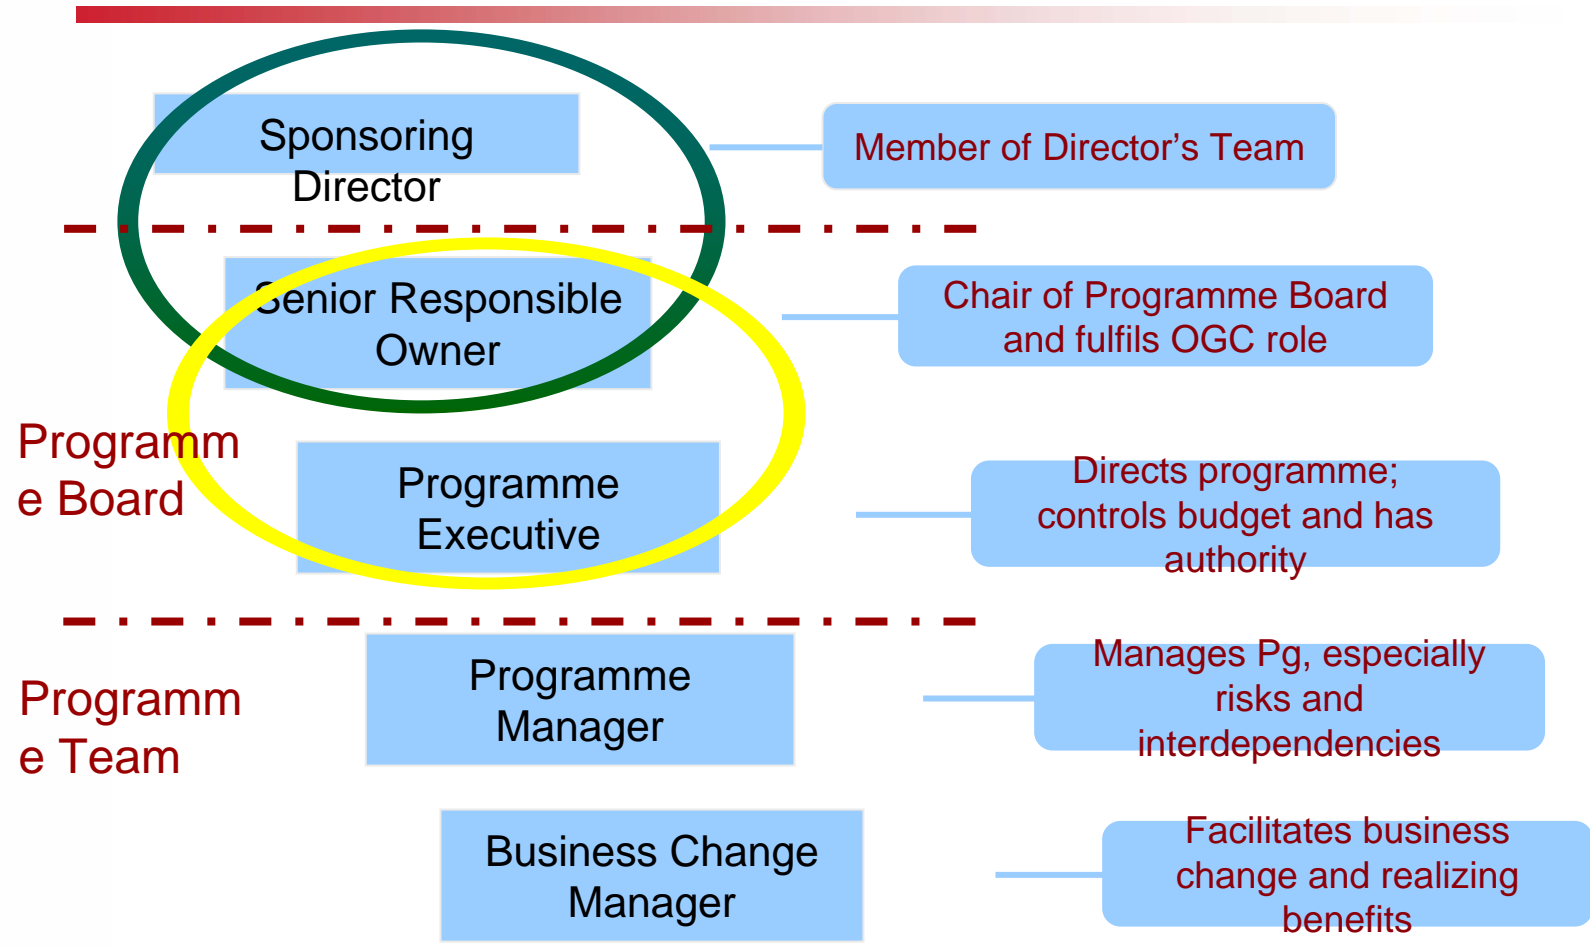 Sponsoring
Director
Member of Director’s Team
Senior Responsible
Owner
Chair of Programme Board
and fulfils OGC role
Programm
e Board
Programme
Executive
Directs programme;
controls budget and has
authority
Programm
e Team
Programme
Manager
Manages Pg, especially
risks and
interdependencies
Business Change
Manager
Facilitates business
change and realizing
benefits